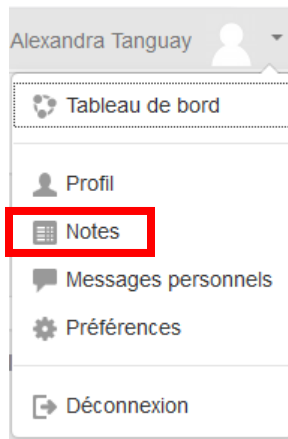 Alexandra Tanguay
Tableau de bord
Profil
Notes
Messages personnels
Préférences
Déconnexion